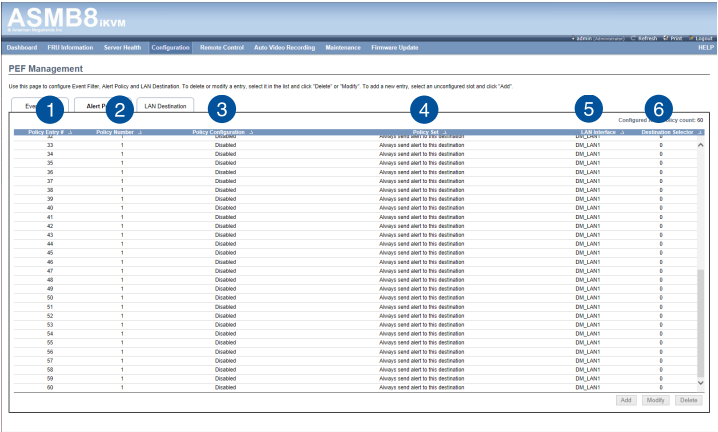 ASMB8 iKVM
© American Megatrends Inc.
• admin (Administrator) Refresh Print Logout
Dashboard FRU Information Server Health Configuration Remote Control Auto Video Recording Maintenance Firmware Update HELP
PEF Management
Use this page to configure Event Filter, Alert Policy and LAN Destination. To delete or modify a entry, select it in the list and click "Delete" or "Modify". To add a new entry, select an unconfigured slot and click "Add".
1 2 3 4 5 6
Alert LAN Destination
count: 60
Policy Entry # Policy Number Policy Configuration Policy Set LAN Interface Destination Selector
32 1 Disabled Always send alert to this destination DM_LAN1 0
33 1 Disabled Always send alert to this destination DM_LAN1 0
34 1 Disabled Always send alert to this destination DM_LAN1 0
35 1 Disabled Always send alert to this destination DM_LAN1 0
36 1 Disabled Always send alert to this destination DM_LAN1 0
37 1 Disabled Always send alert to this destination DM_LAN1 0
38 1 Disabled Always send alert to this destination DM_LAN1 0
39 1 Disabled Always send alert to this destination DM_LAN1 0
40 1 Disabled Always send alert to this destination DM_LAN1 0
41 1 Disabled Always send alert to this destination DM_LAN1 0
42 1 Disabled Always send alert to this destination DM_LAN1 0
43 1 Disabled Always send alert to this destination DM_LAN1 0
44 1 Disabled Always send alert to this destination DM_LAN1 0
45 1 Disabled Always send alert to this destination DM_LAN1 0
46 1 Disabled Always send alert to this destination DM_LAN1 0
47 1 Disabled Always send alert to this destination DM_LAN1 0
48 1 Disabled Always send alert to this destination DM_LAN1 0
49 1 Disabled Always send alert to this destination DM_LAN1 0
50 1 Disabled Always send alert to this destination DM_LAN1 0
51 1 Disabled Always send alert to this destination DM_LAN1 0
52 1 Disabled Always send alert to this destination DM_LAN1 0
53 1 Disabled Always send alert to this destination DM_LAN1 0
54 1 Disabled Always send alert to this destination DM_LAN1 0
55 1 Disabled Always send alert to this destination DM_LAN1 0
56 1 Disabled Always send alert to this destination DM_LAN1 0
57 1 Disabled Always send alert to this destination DM_LAN1 0
58 1 Disabled Always send alert to this destination DM_LAN1 0
59 1 Disabled Always send alert to this destination DM_LAN1 0
60 1 Disabled Always send alert to this destination DM_LAN1 0
Add Modify Delete